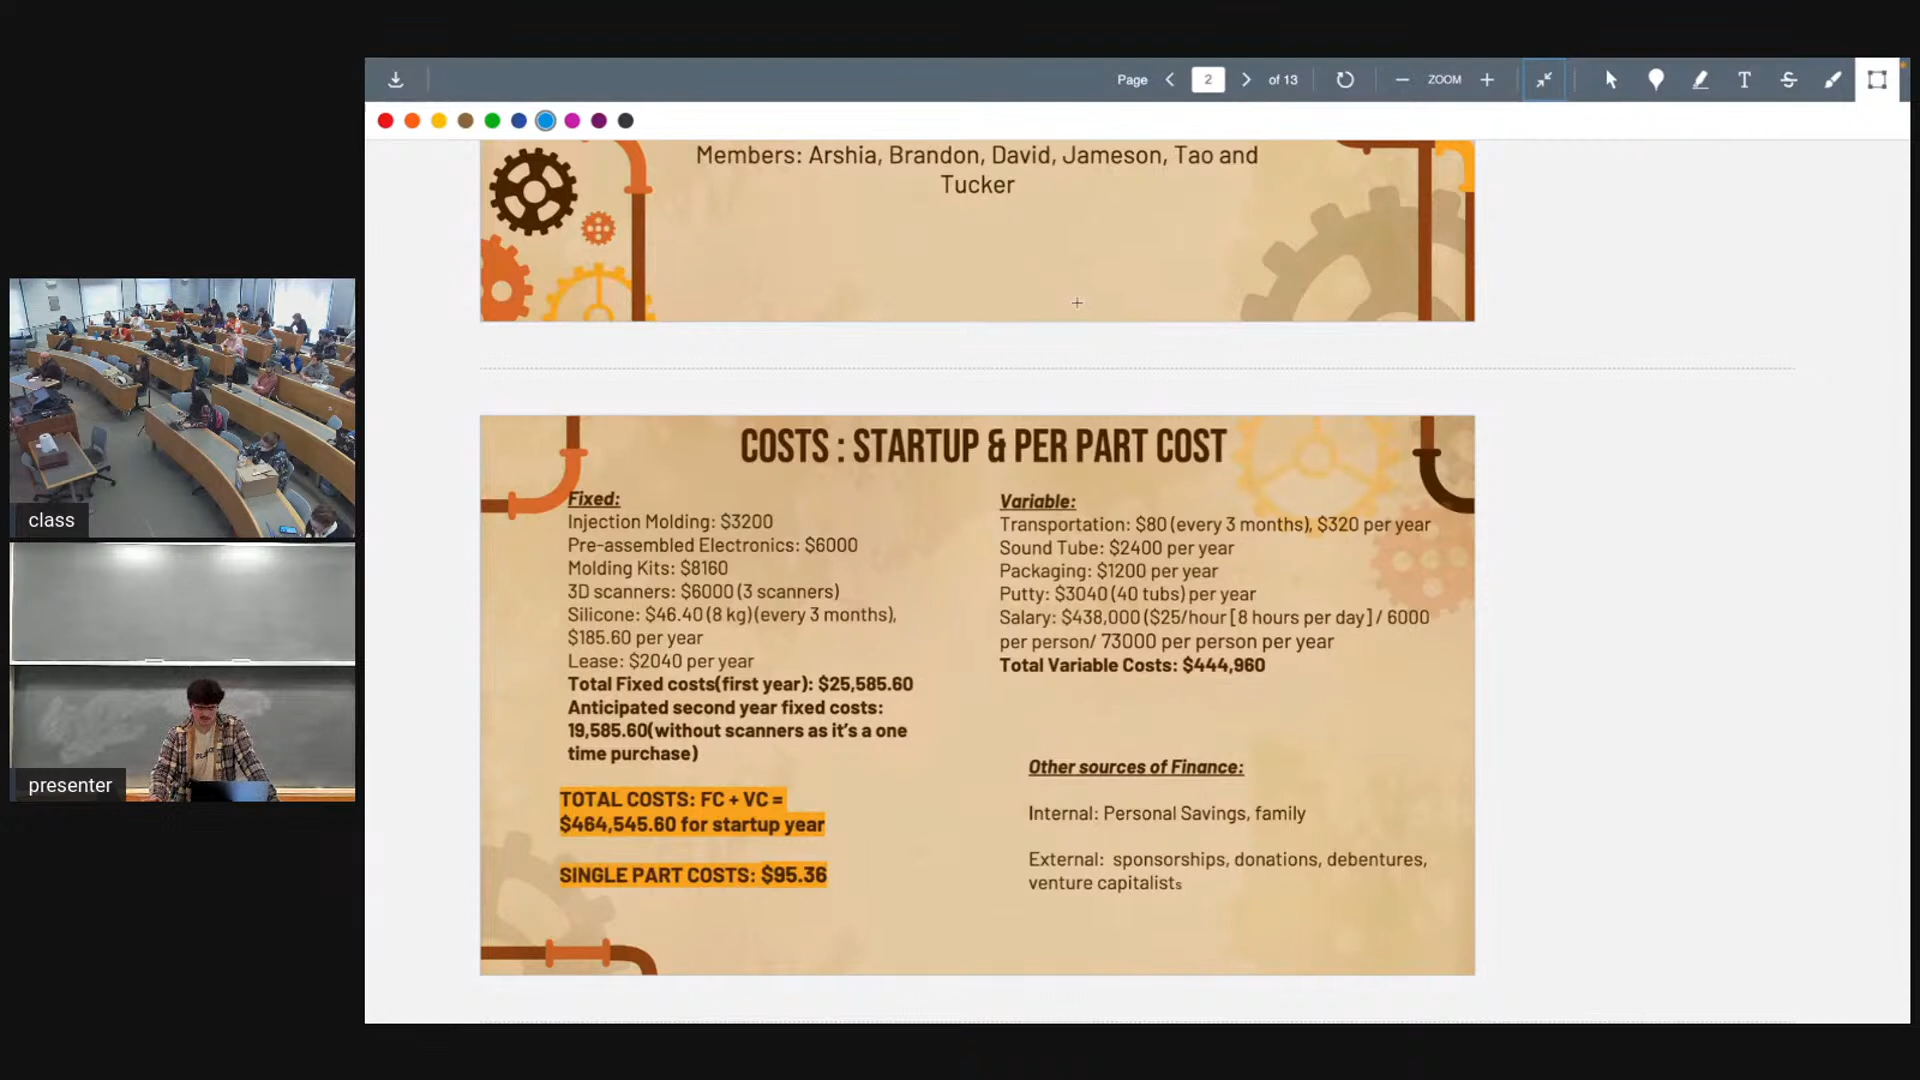 Page 2 of 13 ZOOM T S
Members: Arshia, Brandon, David, Jameson, Tao and
Tucker
COSTS : STARTUP & PER PART COST
Fixed:
Injection Molding: $3200
Pre-assembled Electronics: $6000
Molding Kits: $8160
3D scanners: $6000 (3 scanners)
Silicone: $46.40 (8 kg) (every 3 months),
$185.60 per year
Lease: $2040 per year
Total Fixed costs(first year): $25,585.60
Anticipated second year fixed costs:
19,585.60(without scanners as it's a one
time purchase)
TOTAL COSTS: FC + VC =
$464,545.60 for startup year
SINGLE PART COSTS: $95.36
Variable:
Transportation: $80 (every 3 months), $320 per year
Sound Tube: $2400 per year
Packaging: $1200 per year
Putty: $3040 (40 tubs) per year
Salary: $438,000 ($25/hour [8 hours per day] / 6000
per person/ 73000 per person per year
Total Variable Costs: $444,960
Other sources of Finance:
Internal: Personal Savings, family
External: sponsorships, donations, debentures,
venture capitalists
class
presenter